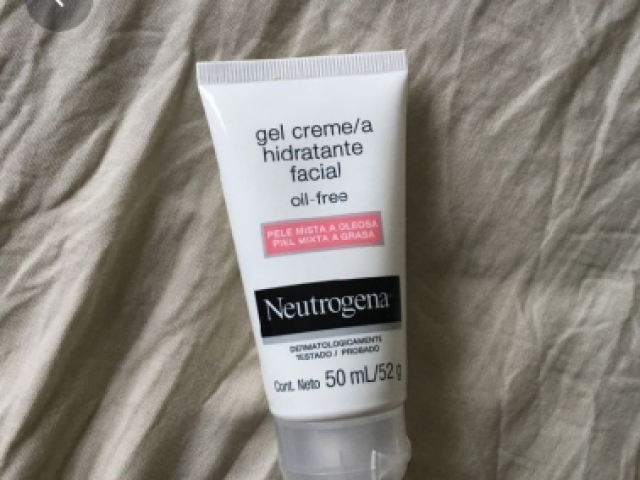 gel creme/a
hidratante
facial
oil-free
PELE MISTA A OLEOSA
PIEL MIXTA A GRASA
Neutrogena®
DERMATOLOGICAMENTE
TESTADO / PROBADO
Cont. Neto 50 mL/52 g